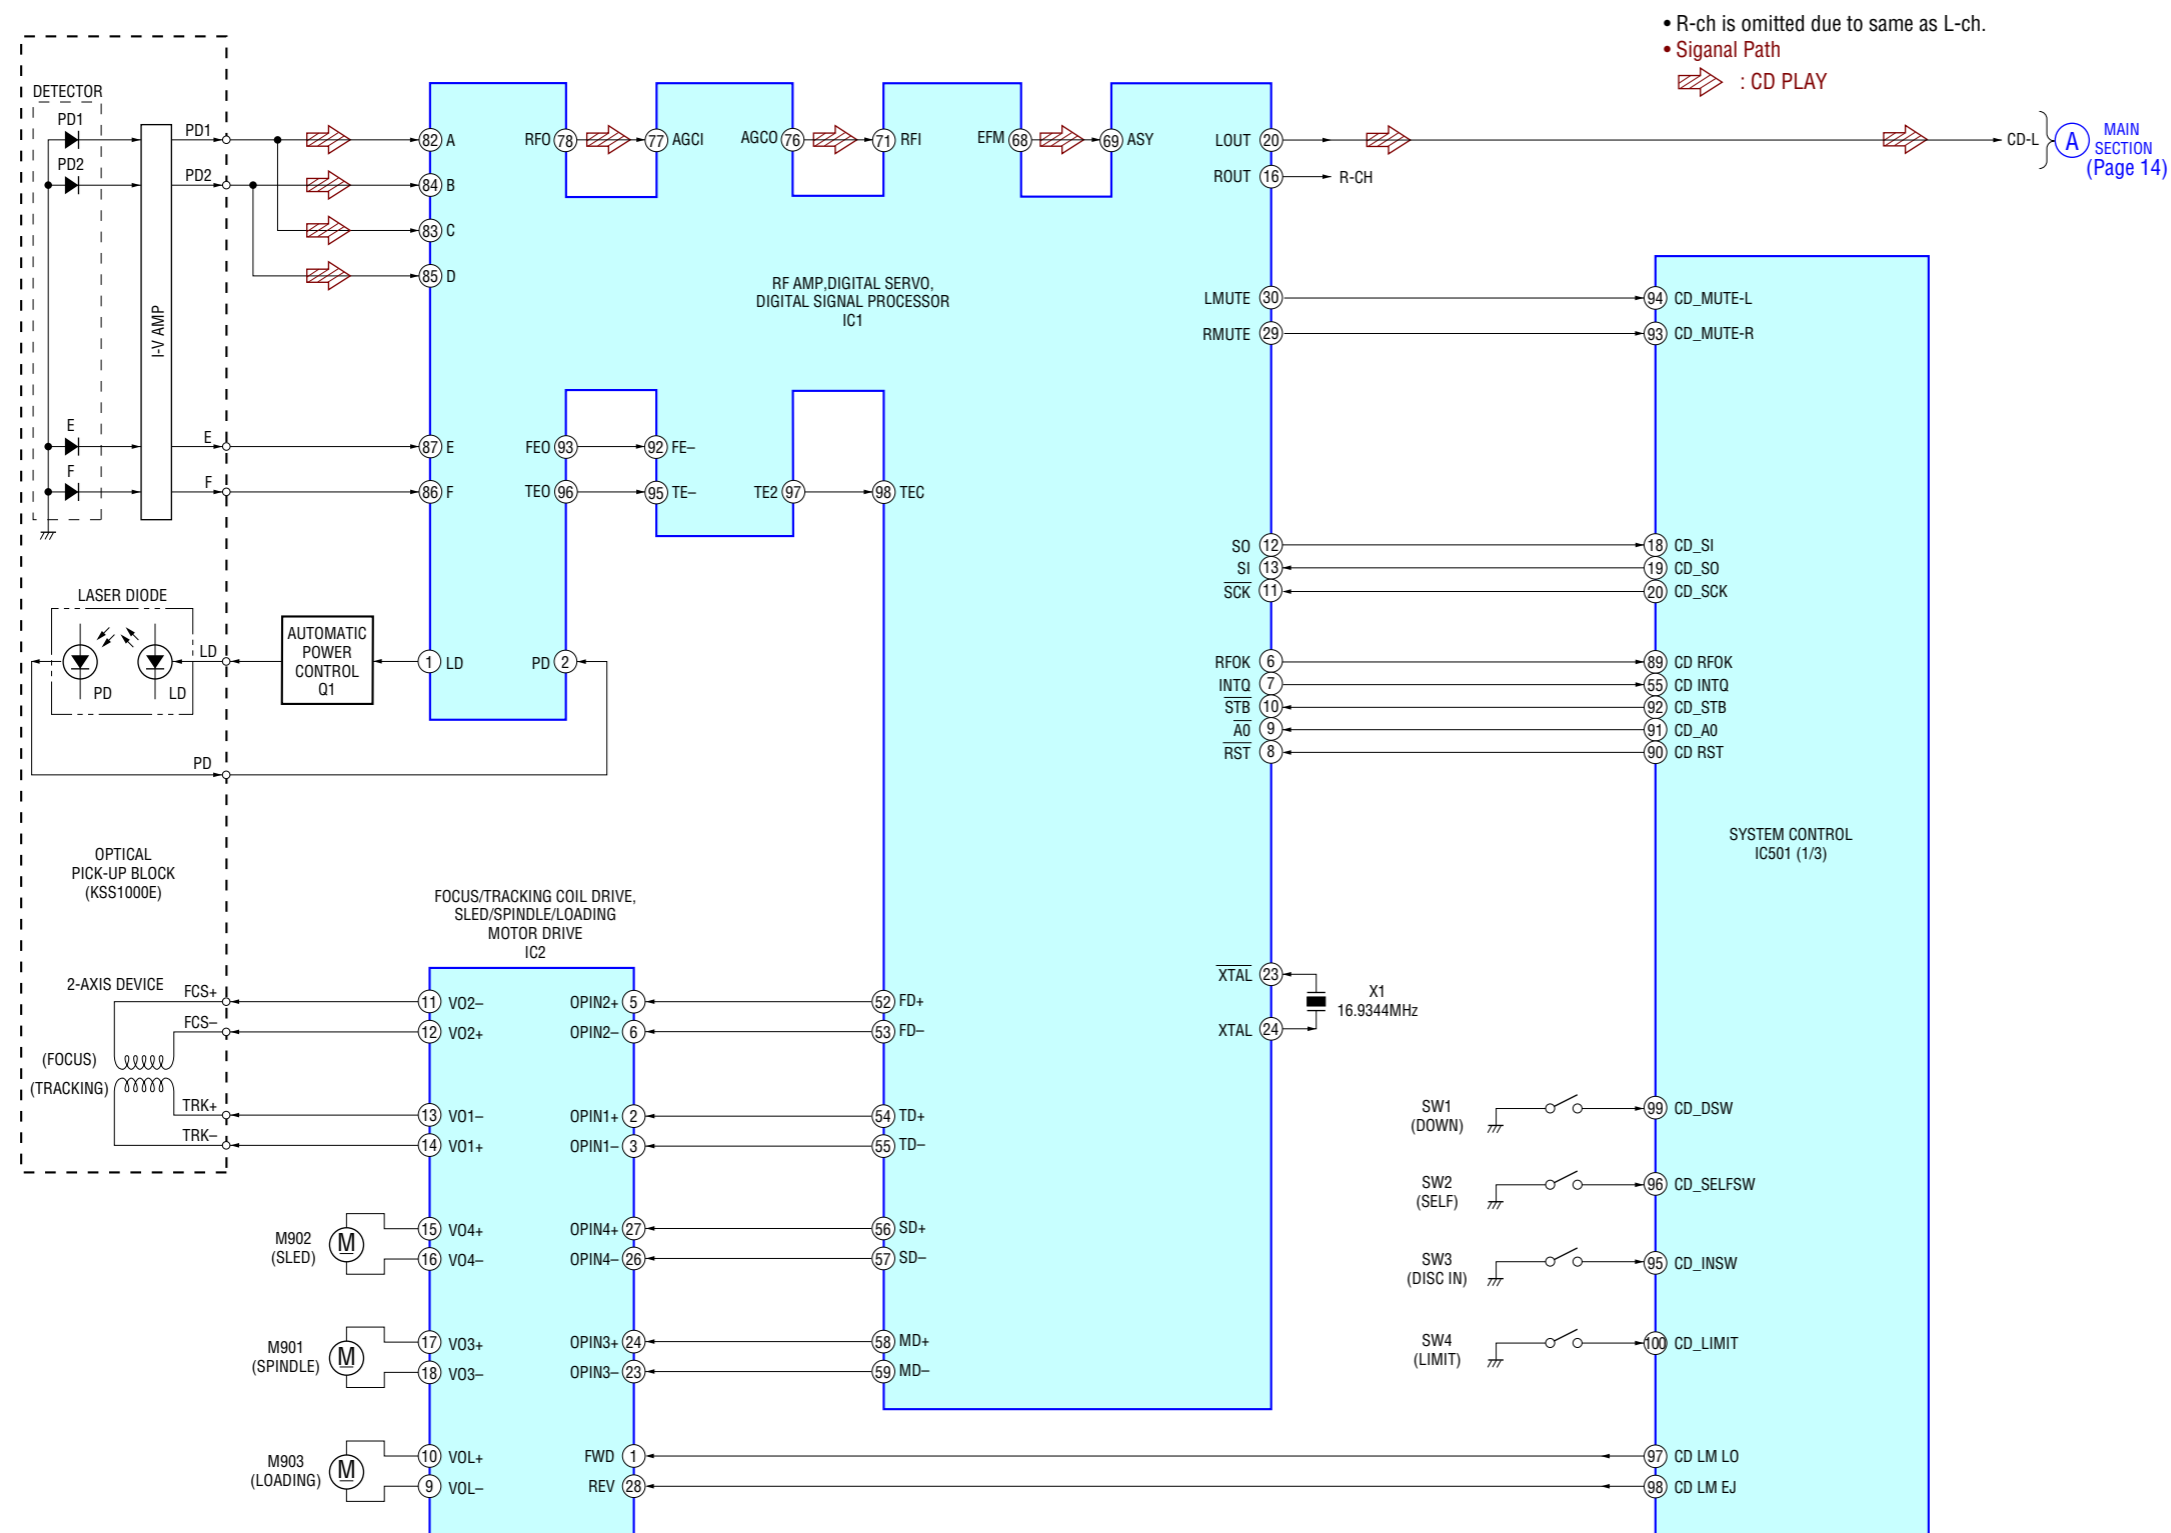 • R-ch is omitted due to same as L-ch.
• Siganal Path
: CD PLAY
DETECTOR
PD1
PD2
E
F
I-V AMP
PD1
PD2
E
F
82 A
84 B
83 C
85 D
87 E
86 F
RFO 78
77 AGCI
AGCO 76
71 RFI
EFM 68
69 ASY
LOUT 20
ROUT 16
R-CH
CD-L
A
MAIN
SECTION
(Page 14)
RF AMP,DIGITAL SERVO,
DIGITAL SIGNAL PROCESSOR
IC1
LMUTE 30
RMUTE 29
94 CD_MUTE-L
93 CD_MUTE-R
FEO 93
92 FE–
TEO 96
95 TE–
TE2 97
98 TEC
SO 12
SI 13
SCK 11
18 CD_SI
19 CD_SO
20 CD_SCK
LASER DIODE
PD
LD
LD
AUTOMATIC
POWER
CONTROL
Q1
1 LD
PD 2
PD
RFOK 6
INTQ 7
STB 10
A0 9
RST 8
89 CD RFOK
55 CD INTQ
92 CD_STB
91 CD_A0
90 CD RST
SYSTEM CONTROL
IC501 (1/3)
OPTICAL
PICK-UP BLOCK
(KSS1000E)
FOCUS/TRACKING COIL DRIVE,
SLED/SPINDLE/LOADING
MOTOR DRIVE
IC2
2-AXIS DEVICE
FCS+
FCS–
(FOCUS)
(TRACKING)
TRK+
TRK–
11 VO2–
12 VO2+
13 VO1–
14 VO1+
OPIN2+ 5
OPIN2– 6
OPIN1+ 2
OPIN1– 3
52 FD+
53 FD–
54 TD+
55 TD–
XTAL 23
XTAL 24
X1
16.9344MHz
M902
(SLED)
M
15 VO4+
16 VO4–
OPIN4+ 27
OPIN4– 26
56 SD+
57 SD–
M901
(SPINDLE)
M
17 VO3+
18 VO3–
OPIN3+ 24
OPIN3– 23
58 MD+
59 MD–
M903
(LOADING)
M
10 VOL+
9 VOL–
FWD 1
REV 28
SW1
(DOWN)
99 CD_DSW
SW2
(SELF)
96 CD_SELFSW
SW3
(DISC IN)
95 CD_INSW
SW4
(LIMIT)
100 CD_LIMIT
97 CD LM LO
98 CD LM EJ